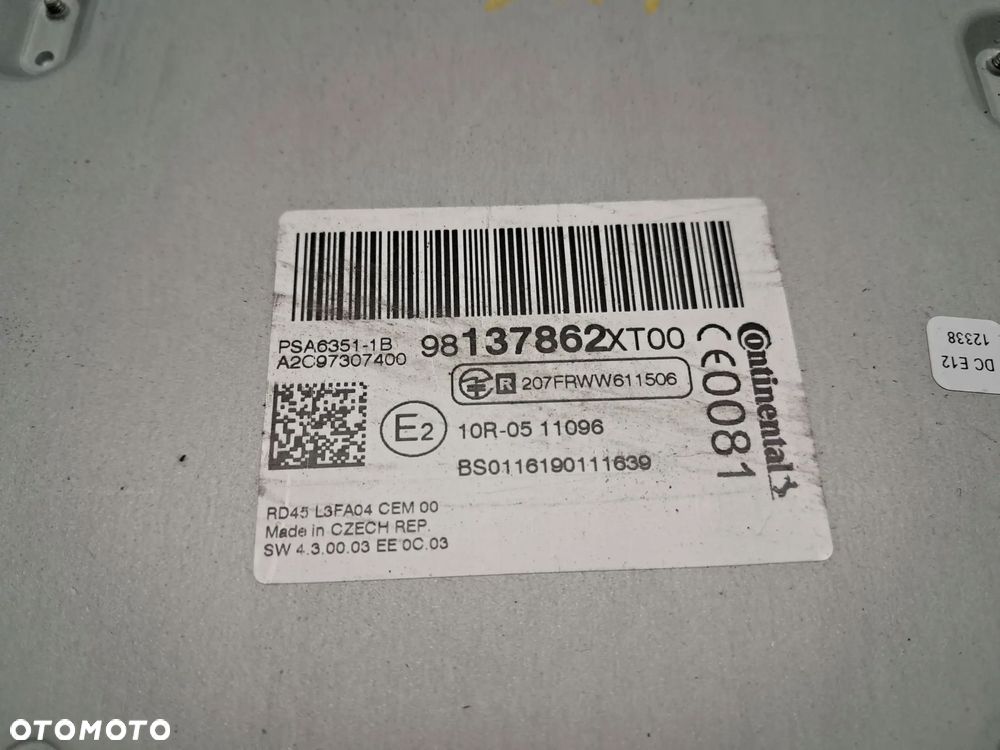 PSA6351-1B
A2C97307400
98137862XT00
R 207FRWW611506
E2
10R-05 11096
BS0116190111639
CE0081
Continental
RD45 L3FA04 CEM 00
Made in CZECH REP.
SW 4.3.00.03 EE 0C.03
DC E12
12338
OTOMOTO